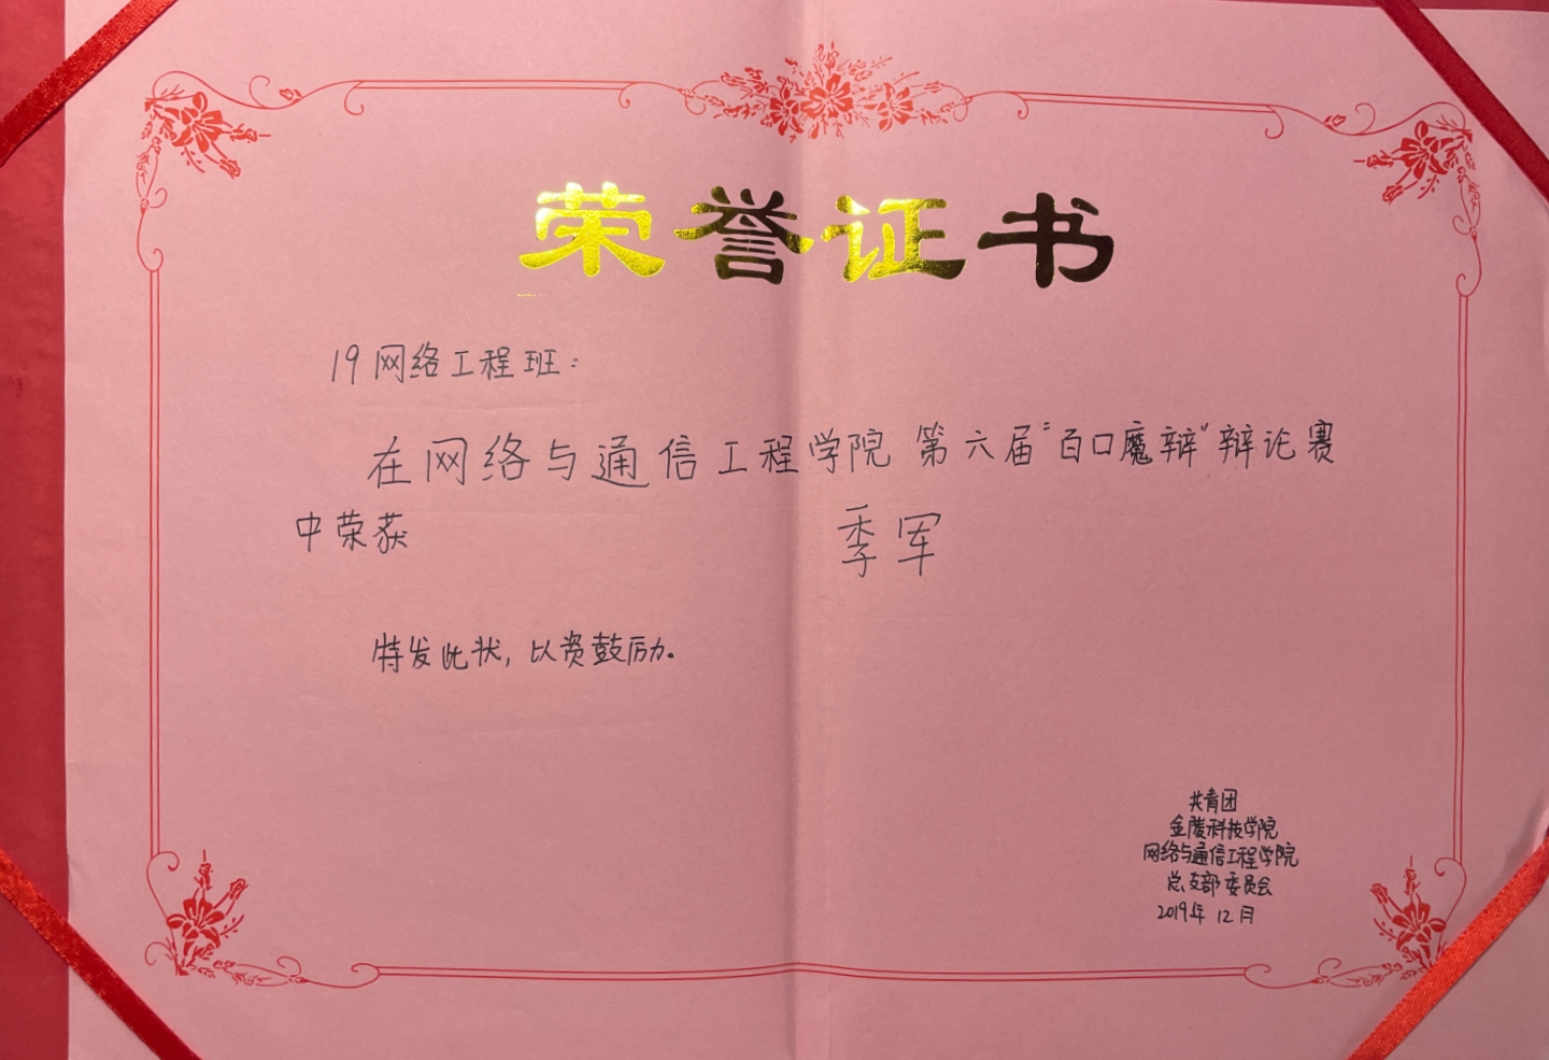 荣誉证书
19网络工程班：
在网络与通信工程学院第六届“百口魔辩”辩论赛
中荣获 季军
特发此状，以资鼓励。
共青团
金陵科技学院
网络与通信工程学院
总支部委员会
2019年12月